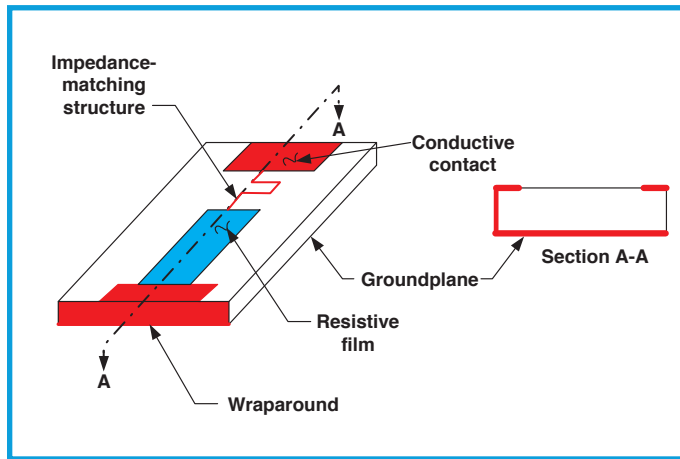 Impedance-
matching
structure
A
Conductive
contact
Section A-A
Groundplane
Resistive
film
A
Wraparound